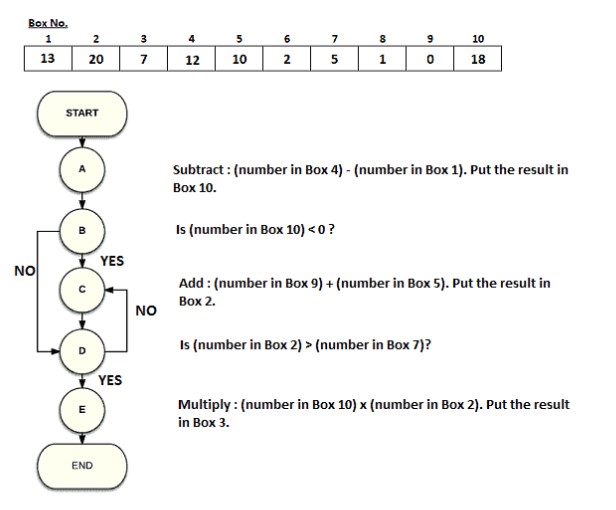 Box No.
1 2 3 4 5 6 7 8 9 10
13 20 7 12 10 2 5 1 0 18
START
A
Subtract : (number in Box 4) - (number in Box 1). Put the result in
Box 10.
B
Is (number in Box 10) < 0 ?
YES
NO
C
Add : (number in Box 9) + (number in Box 5). Put the result in
Box 2.
NO
D
Is (number in Box 2) > (number in Box 7)?
YES
E
Multiply : (number in Box 10) x (number in Box 2). Put the result
in Box 3.
END